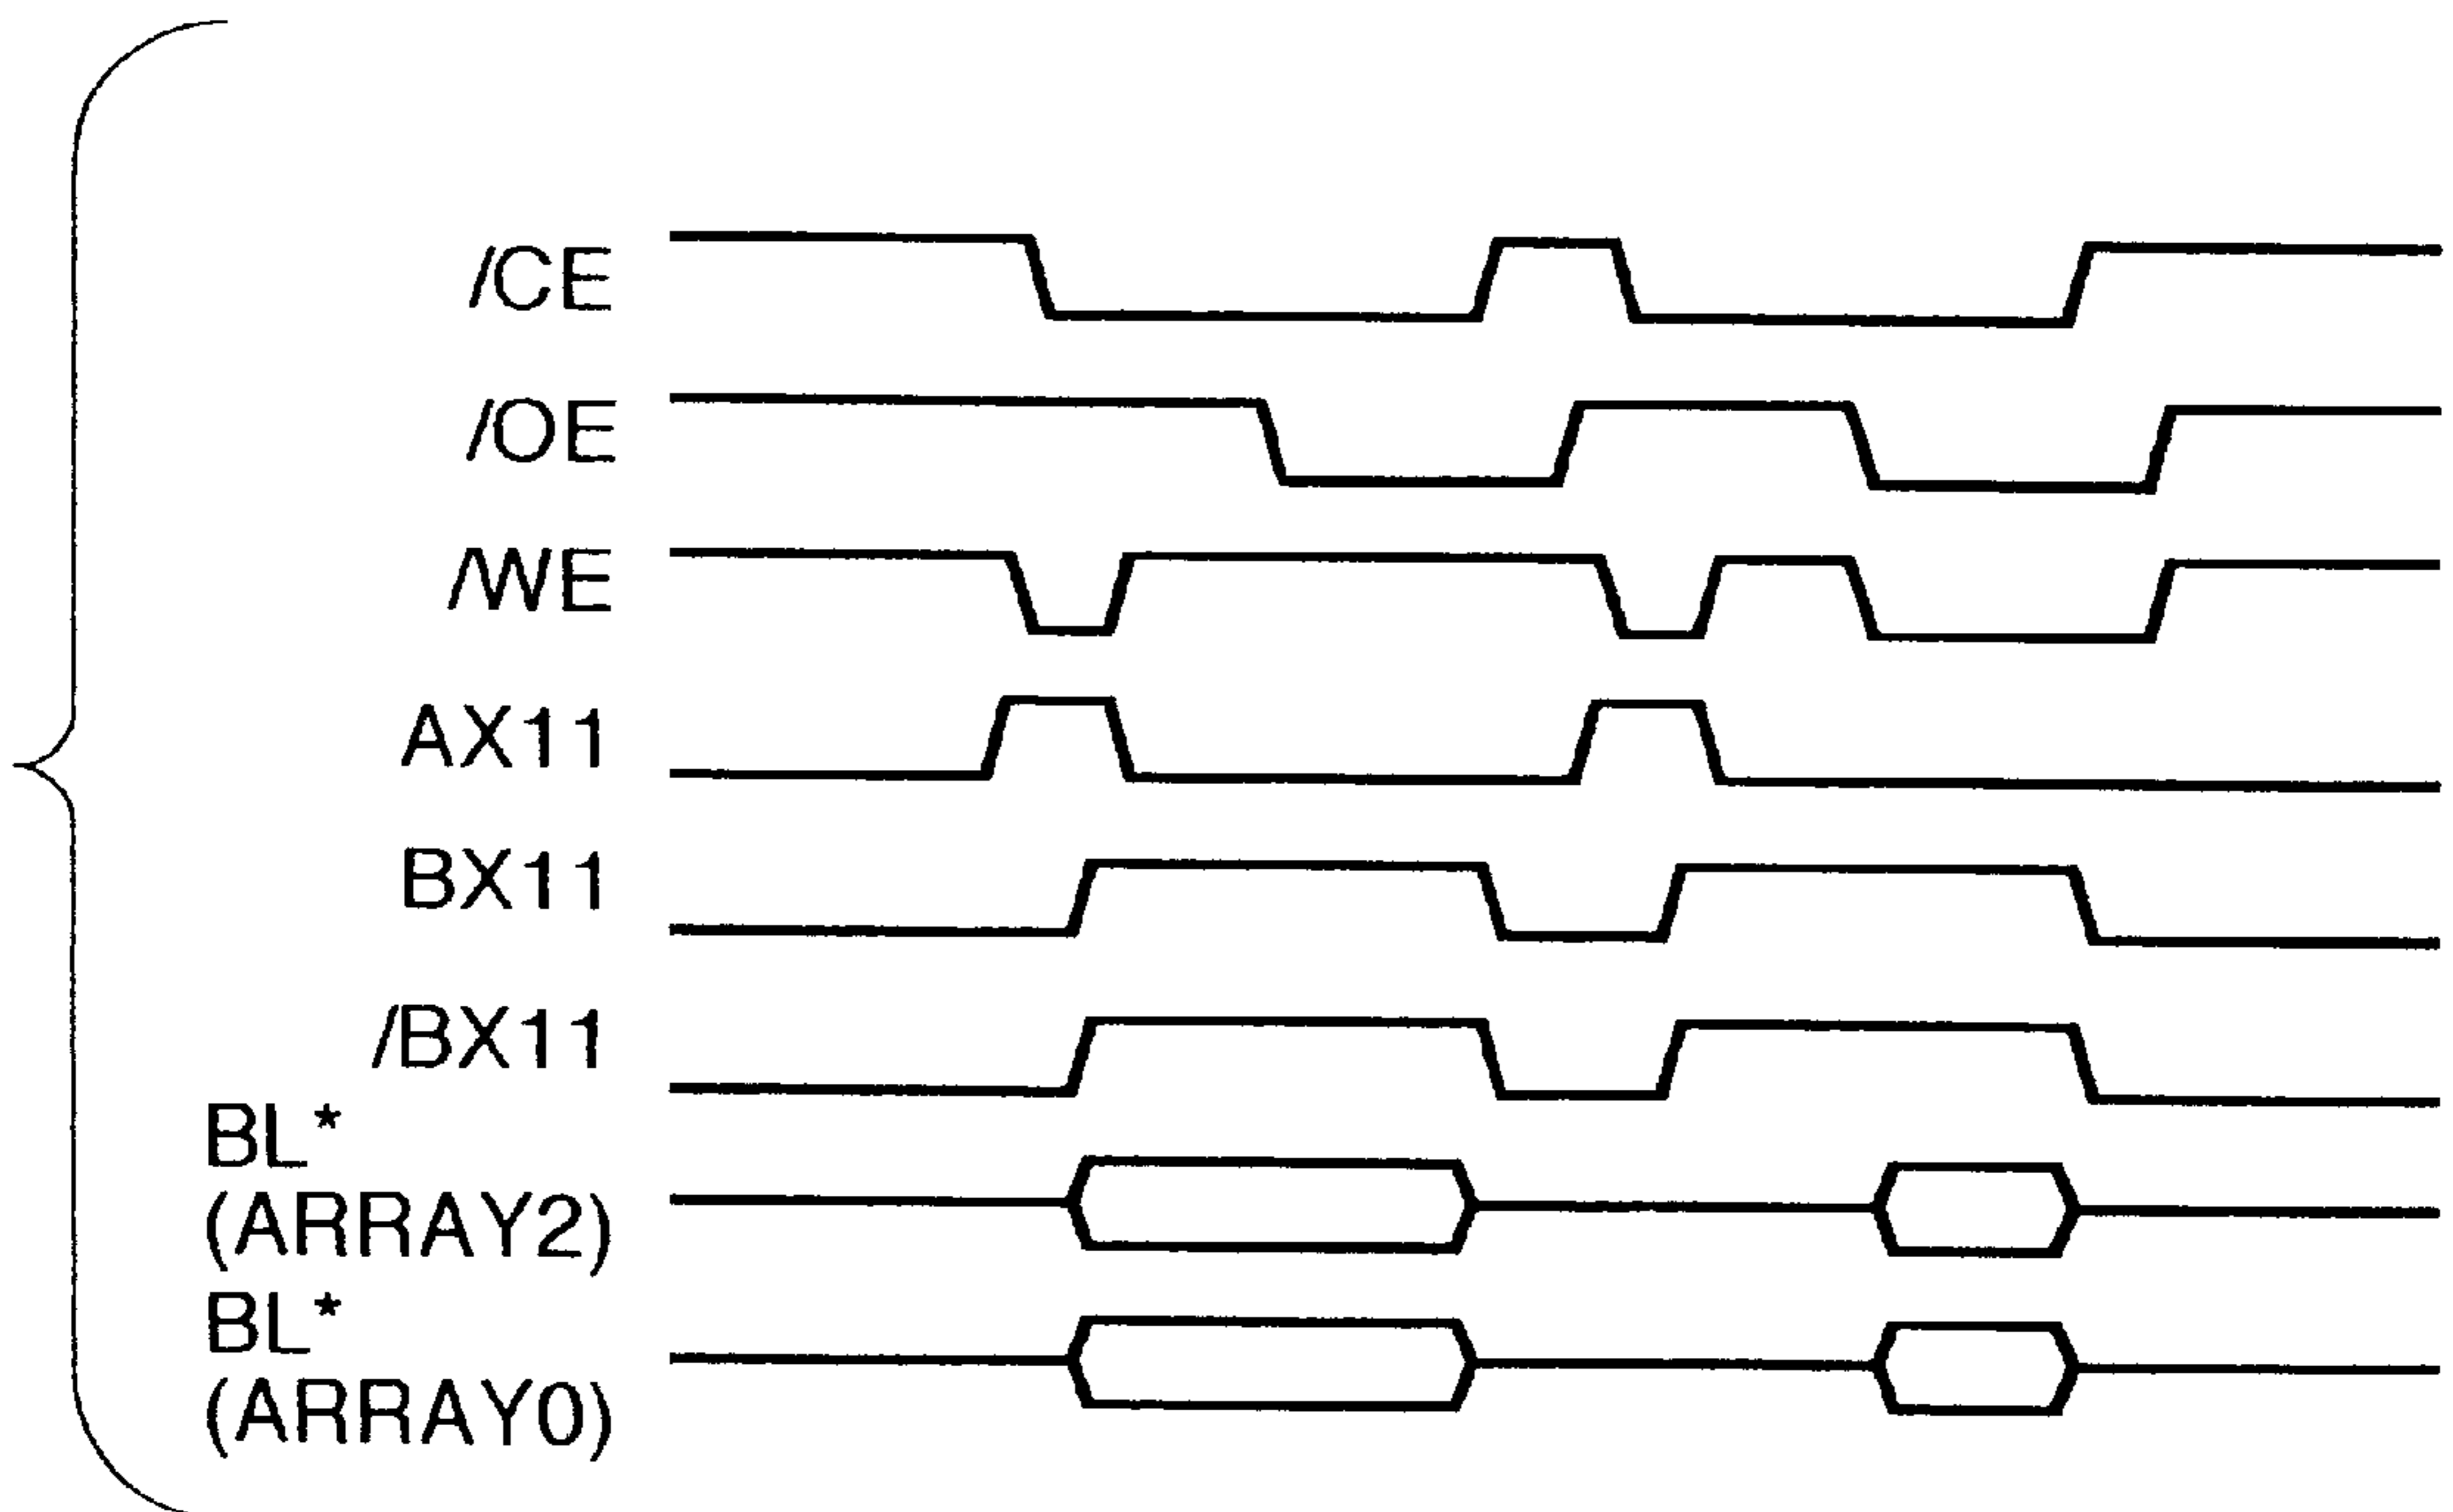 /CE
/OE
/WE
AX11
BX11
/BX11
BL*
(ARRAY2)
BL*
(ARRAY0)